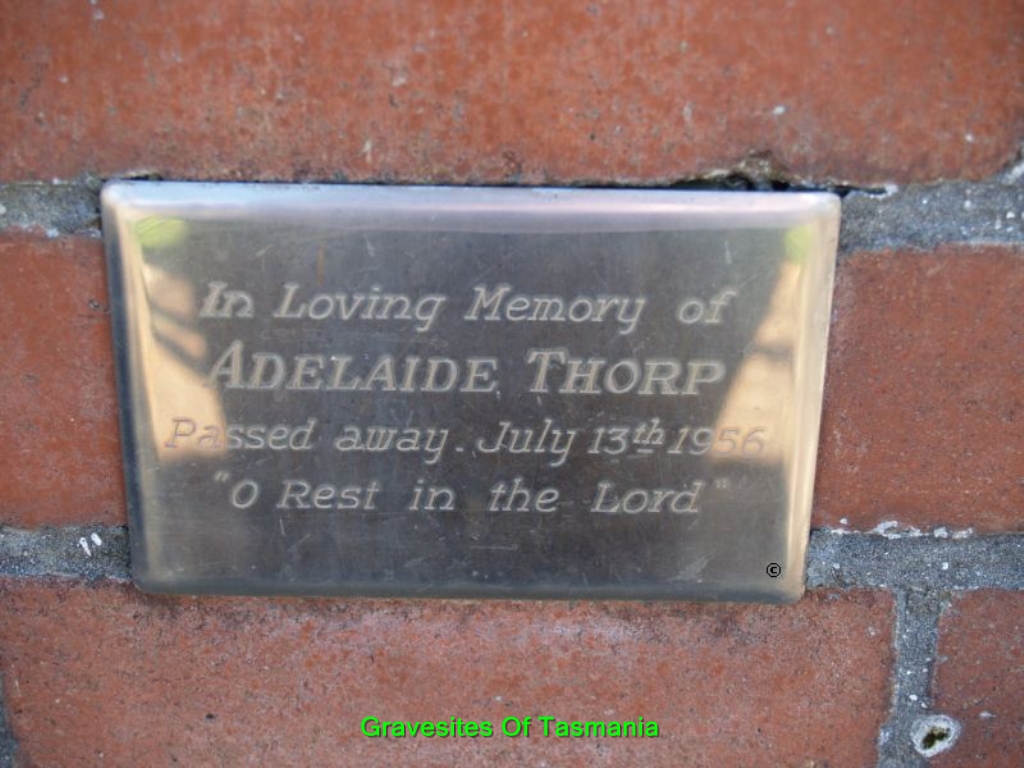 In Loving Memory of
ADELAIDE THORP
Passed away. July 13th 1956
"O Rest in the Lord"
©
Gravesites Of Tasmania